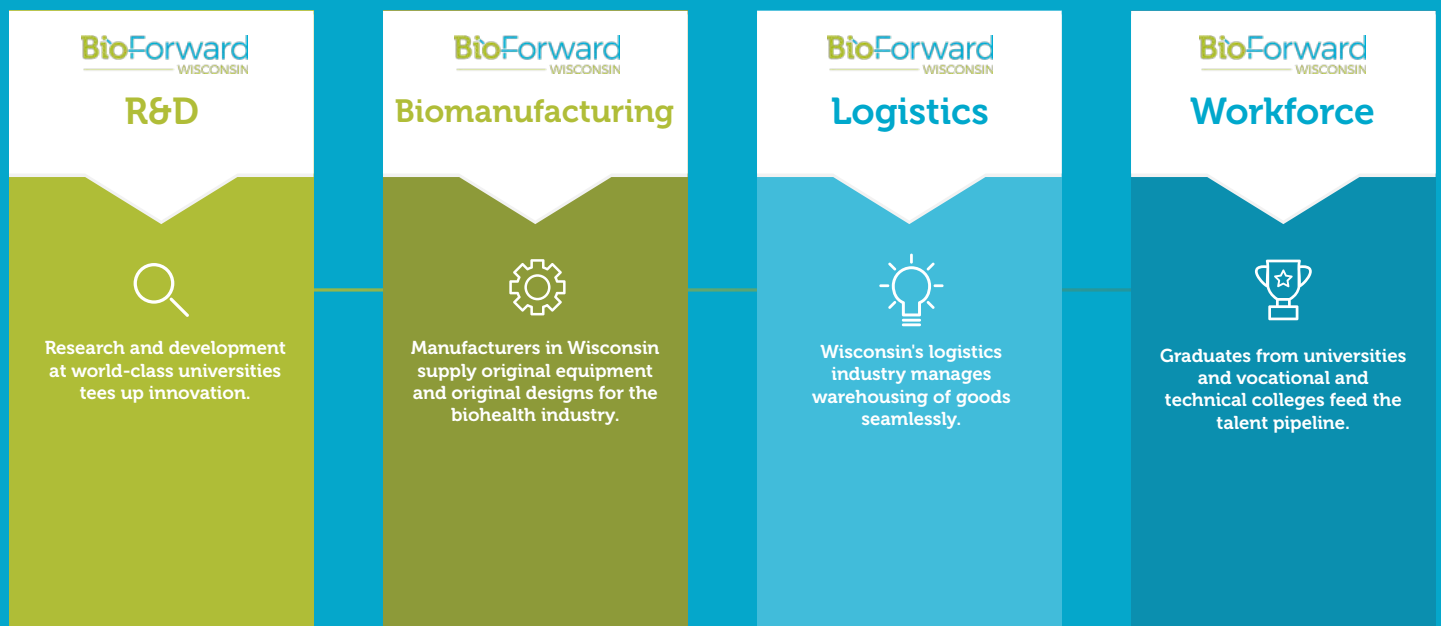 BioForward
WISCONSIN
R&D
Research and development
at world-class universities
tees up innovation.
BioForward
WISCONSIN
Biomanufacturing
Manufacturers in Wisconsin
supply original equipment
and original designs for the
biohealth industry.
BioForward
WISCONSIN
Logistics
Wisconsin's logistics
industry manages
warehousing of goods
seamlessly.
BioForward
WISCONSIN
Workforce
Graduates from universities
and vocational and
technical colleges feed the
talent pipeline.